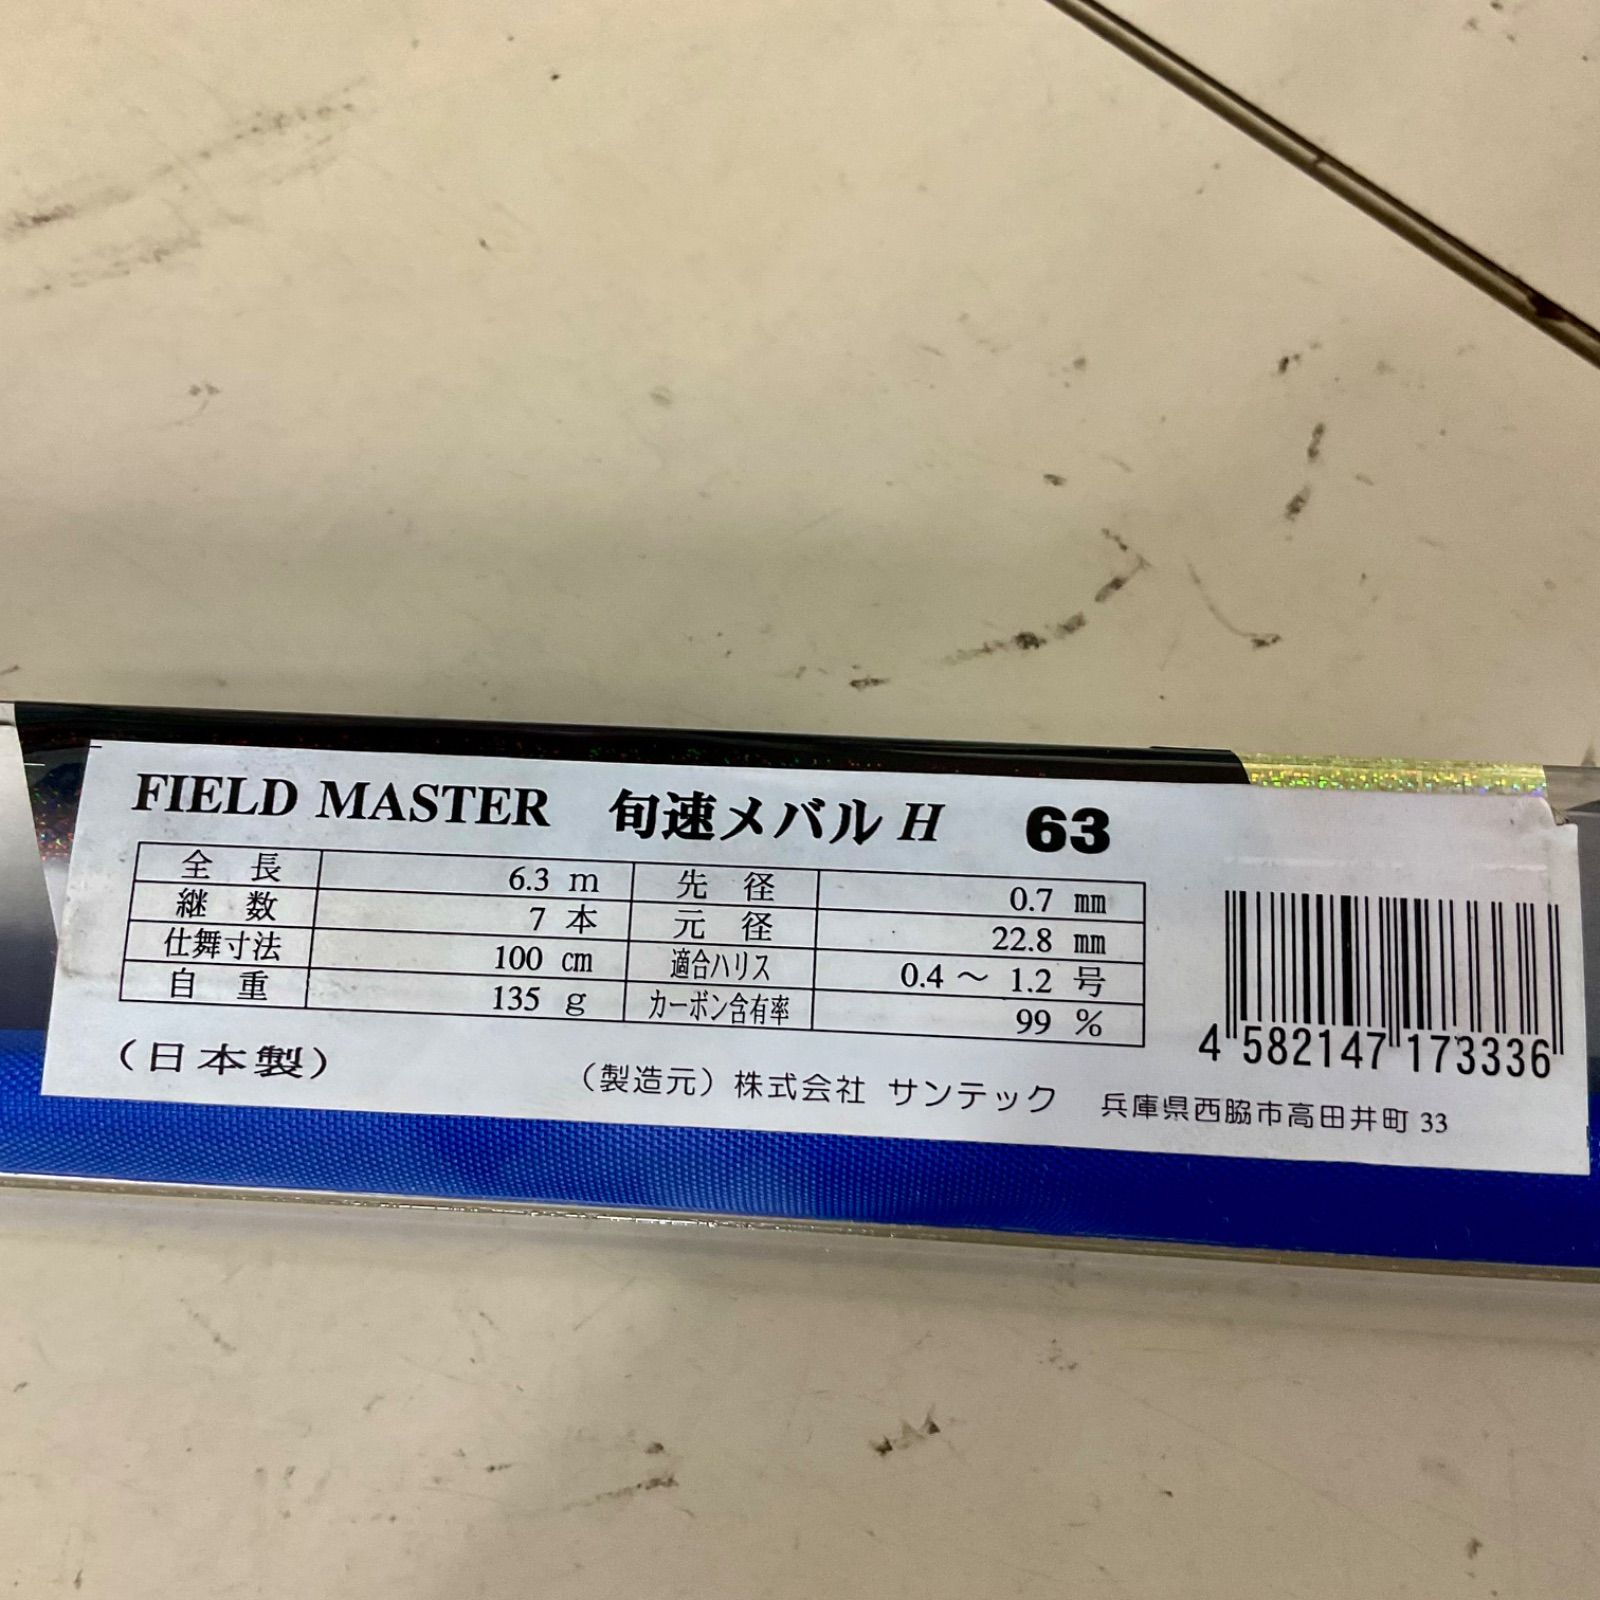 FIELD MASTER 旬速メバル H 63
全長 6.3 m 先径 0.7 mm
継数 7 本 元径 22.8 mm
仕舞寸法 100 cm 適合ハリス 0.4 ～ 1.2 号
自重 135 g カーボン含有率 99 %
4 582147 173336
（日本製） （製造元）株式会社 サンテック 兵庫県西脇市高田井町 33